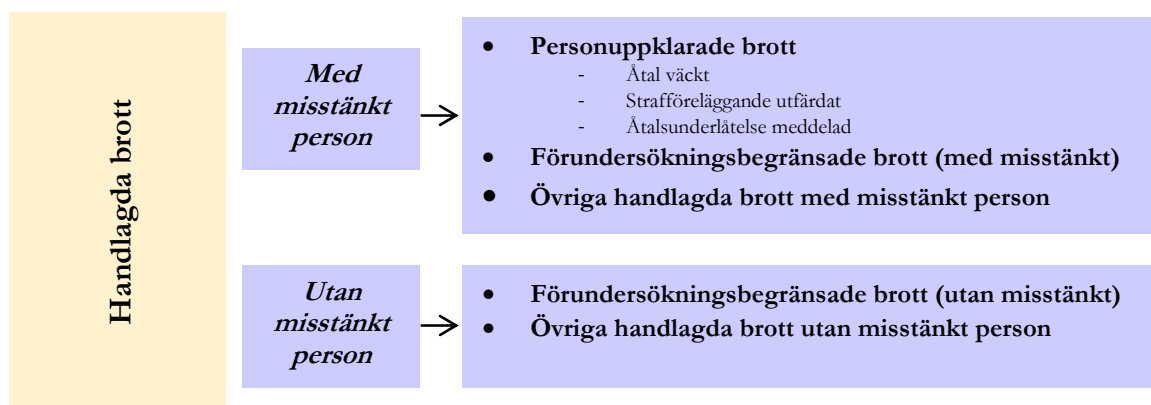 Handlagda brott
Med
misstänkt
person
• Personuppklarade brott
- Åtal väckt
- Strafföreläggande utfärdat
- Åtalsunderlåtelse meddelad
• Förundersökningsbegränsade brott (med misstänkt)
• Övriga handlagda brott med misstänkt person
Utan
misstänkt
person
• Förundersökningsbegränsade brott (utan misstänkt)
• Övriga handlagda brott utan misstänkt person